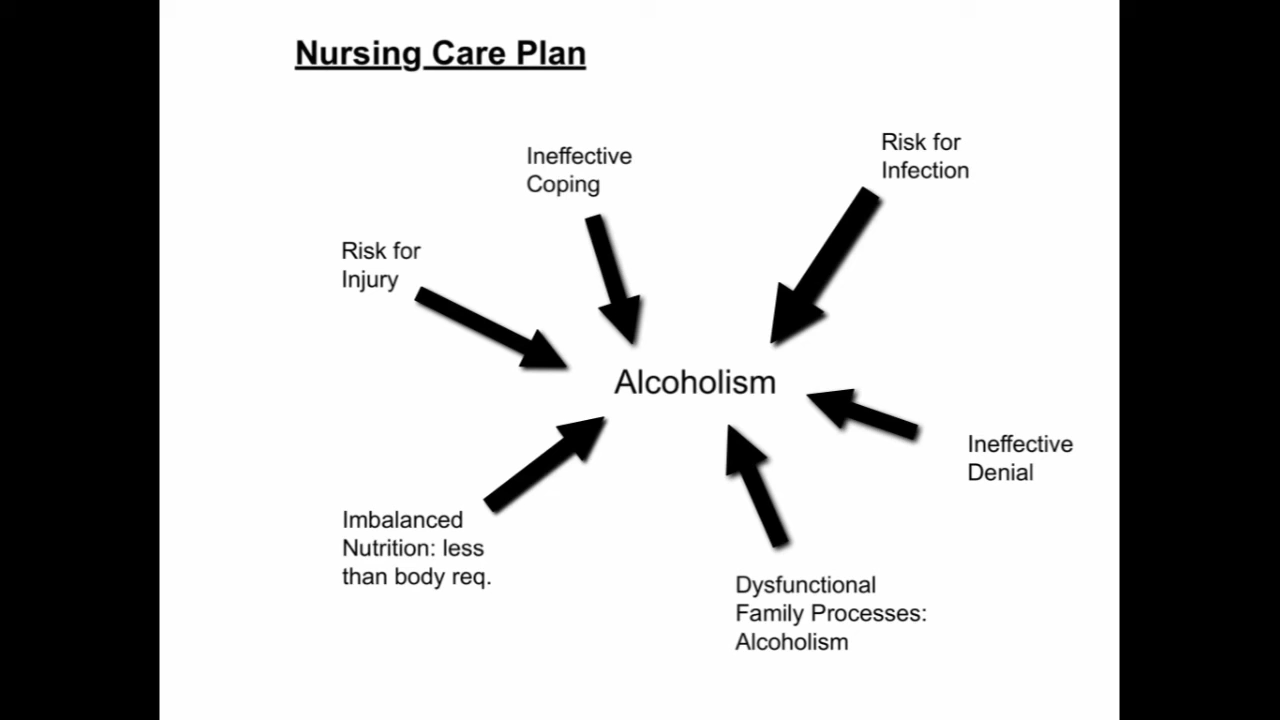 Nursing Care Plan
Ineffective
Coping
Risk for
Infection
Risk for
Injury
Alcoholism
Ineffective
Denial
Imbalanced
Nutrition: less
than body req.
Dysfunctional
Family Processes:
Alcoholism